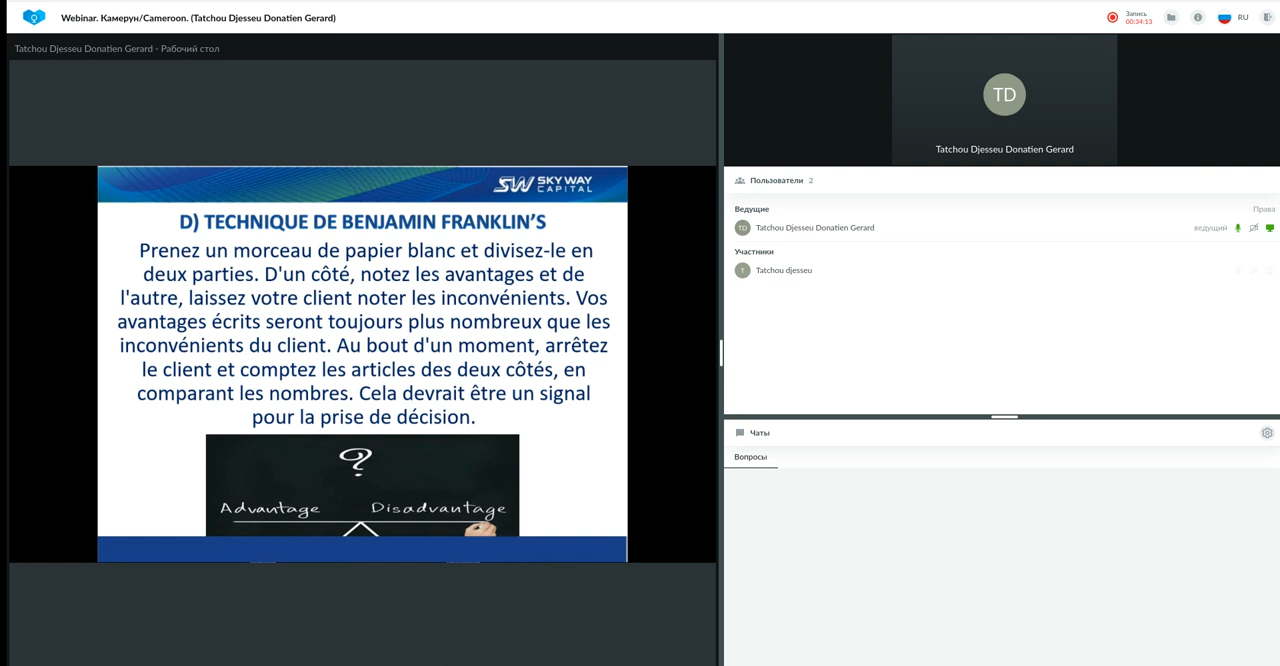 Webinar. Камерун/Cameroon. (Tatchou Djesseu Donatien Gerard)
Запись
00:34:13
RU
Tatchou Djesseu Donatien Gerard - Рабочий стол
SW SKY WAY
CAPITAL
D) TECHNIQUE DE BENJAMIN FRANKLIN’S
Prenez un morceau de papier blanc et divisez-le en
deux parties. D'un côté, notez les avantages et de
l'autre, laissez votre client noter les inconvénients. Vos
avantages écrits seront toujours plus nombreux que les
inconvénients du client. Au bout d'un moment, arrêtez
le client et comptez les articles des deux côtés, en
comparant les nombres. Cela devrait être un signal
pour la prise de décision.
?
Advantage Disadvantage
TD
Tatchou Djesseu Donatien Gerard
Пользователи 2
Ведущие Права
TD Tatchou Djesseu Donatien Gerard ведущий
Участники
T Tatchou djesseu
Чаты
Вопросы